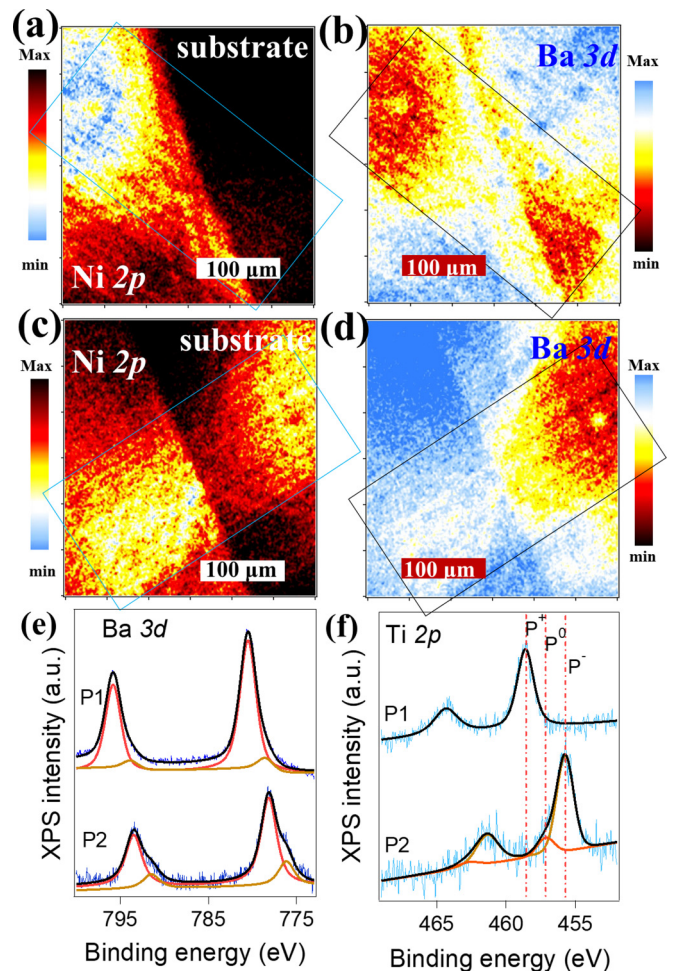 (a)
substrate
Max
min
Ni 2p
100 μm
(b)
Ba 3d
Max
min
100 μm
(c)
Ni 2p
substrate
Max
min
100 μm
(d)
Ba 3d
Max
min
100 μm
(e)
Ba 3d
P1
P2
XPS intensity (a.u.)
795 785 775
Binding energy (eV)
(f)
Ti 2p
P+
P0
P-
P1
P2
XPS intensity (a.u.)
465 460 455
Binding energy (eV)